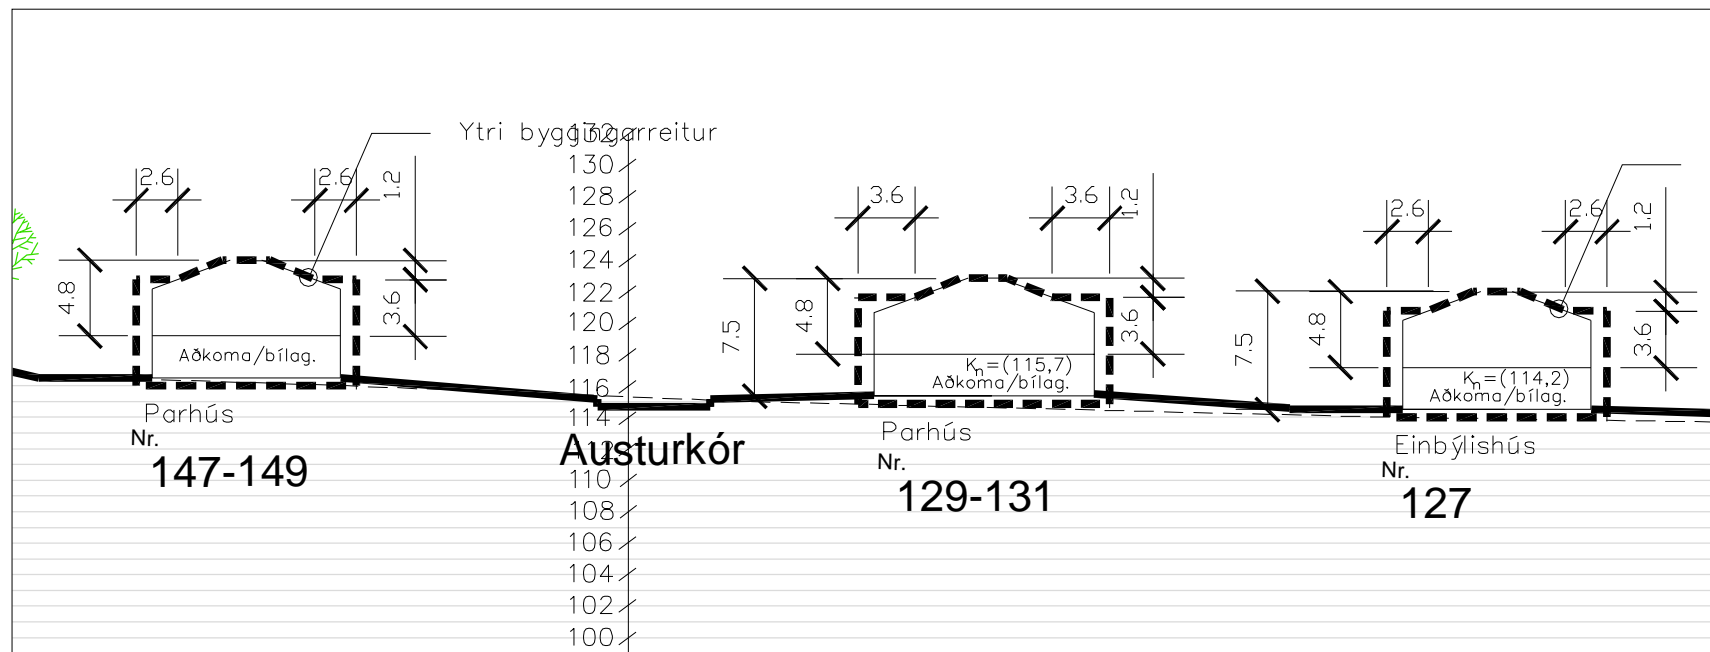 Ytri byggingarreitur
132
130
128
126
124
122
120
118
116
114
112
110
108
106
104
102
100
2.6
2.6
1.2
4.8
3.6
Aðkoma/bílag.
Parhús
Nr.
147-149
Austurkór
3.6
3.6
1.2
7.5
4.8
3.6
Kn=(115,7)
Aðkoma/bílag.
Parhús
Nr.
129-131
2.6
2.6
1.2
7.5
4.8
3.6
Kn=(114,2)
Aðkoma/bílag.
Einbýlishús
Nr.
127